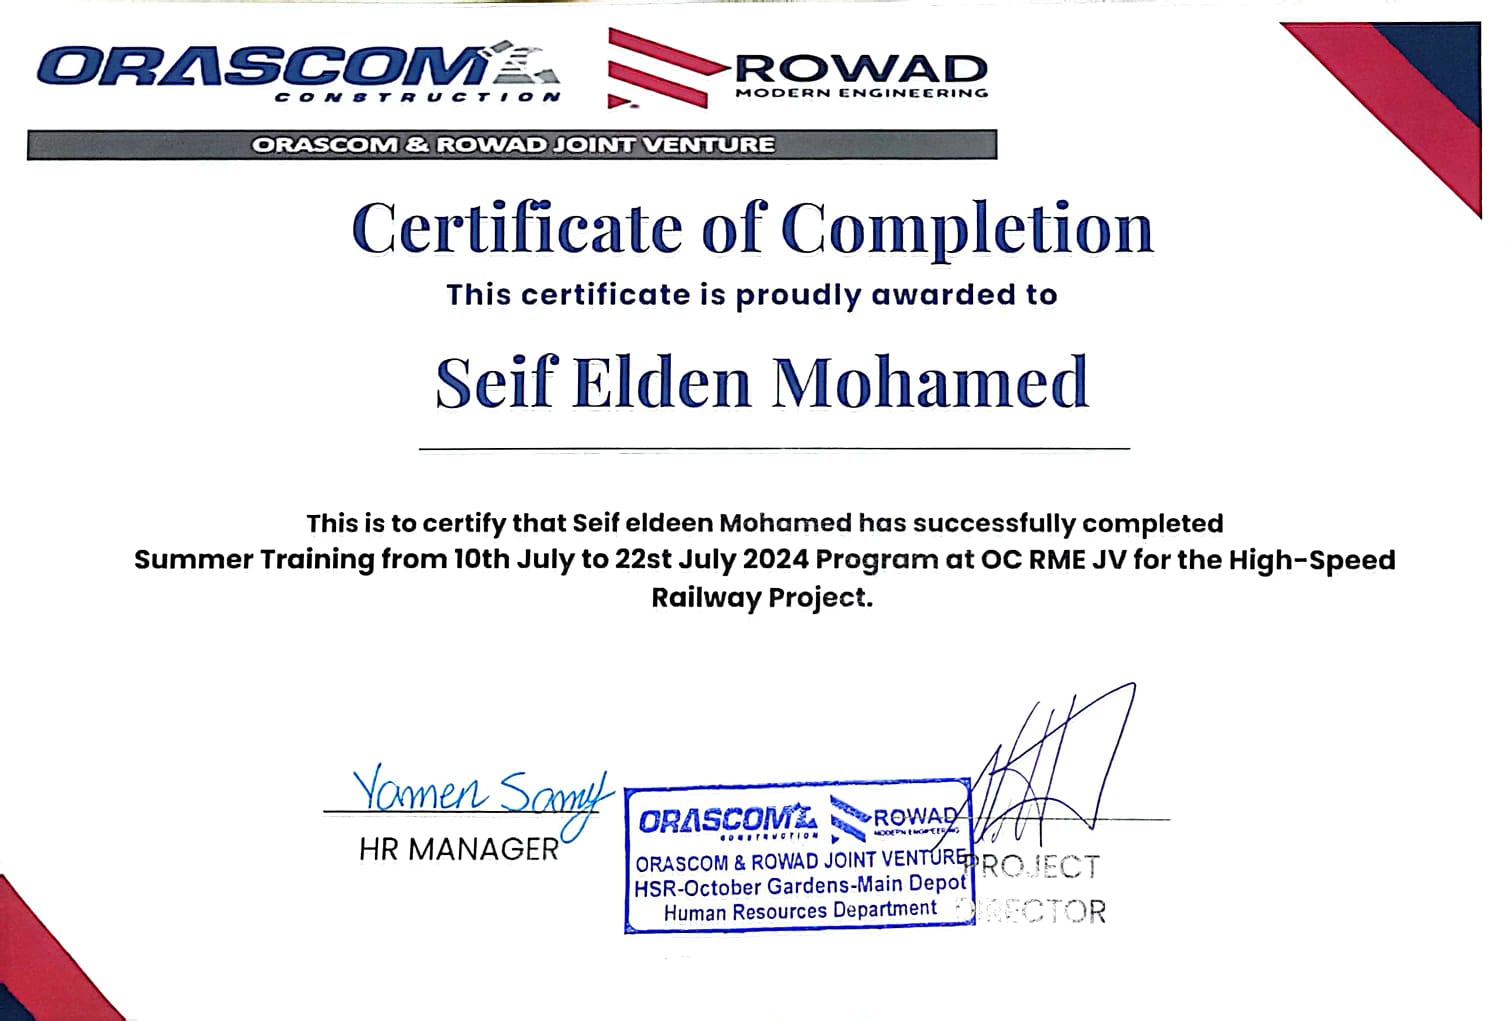 ORASCOM
CONSTRUCTION
ROWAD
MODERN ENGINEERING
ORASCOM & ROWAD JOINT VENTURE
Certificate of Completion
This certificate is proudly awarded to
Seif Elden Mohamed
This is to certify that Seif eldeen Mohamed has successfully completed
Summer Training from 10th July to 22st July 2024 Program at OC RME JV for the High-Speed
Railway Project.
Yamen Samy
HR MANAGER
ORASCOM
CONSTRUCTION
ROWAD
MODERN ENGINEERING
ORASCOM & ROWAD JOINT VENTURE
HSR-October Gardens-Main Depot
Human Resources Department
PROJECT
DIRECTOR